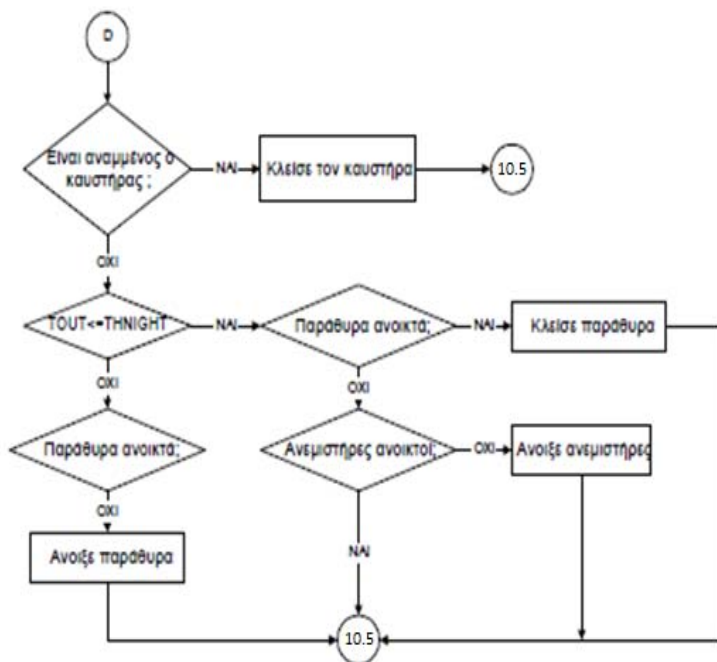 D
Είναι αναμμένος ο
καυστήρας ;
ΝΑΙ
Κλείσε τον καυστήρα
10.5
ΟΧΙ
TOUT<=THNIGHT
ΝΑΙ
Παράθυρα ανοικτά;
ΝΑΙ
Κλείσε παράθυρα
ΟΧΙ
ΟΧΙ
Παράθυρα ανοικτά;
Ανεμιστήρες ανοικτοί;
ΟΧΙ
Ανοιξε ανεμιστήρες
ΟΧΙ
Ανοιξε παράθυρα
ΝΑΙ
10.5